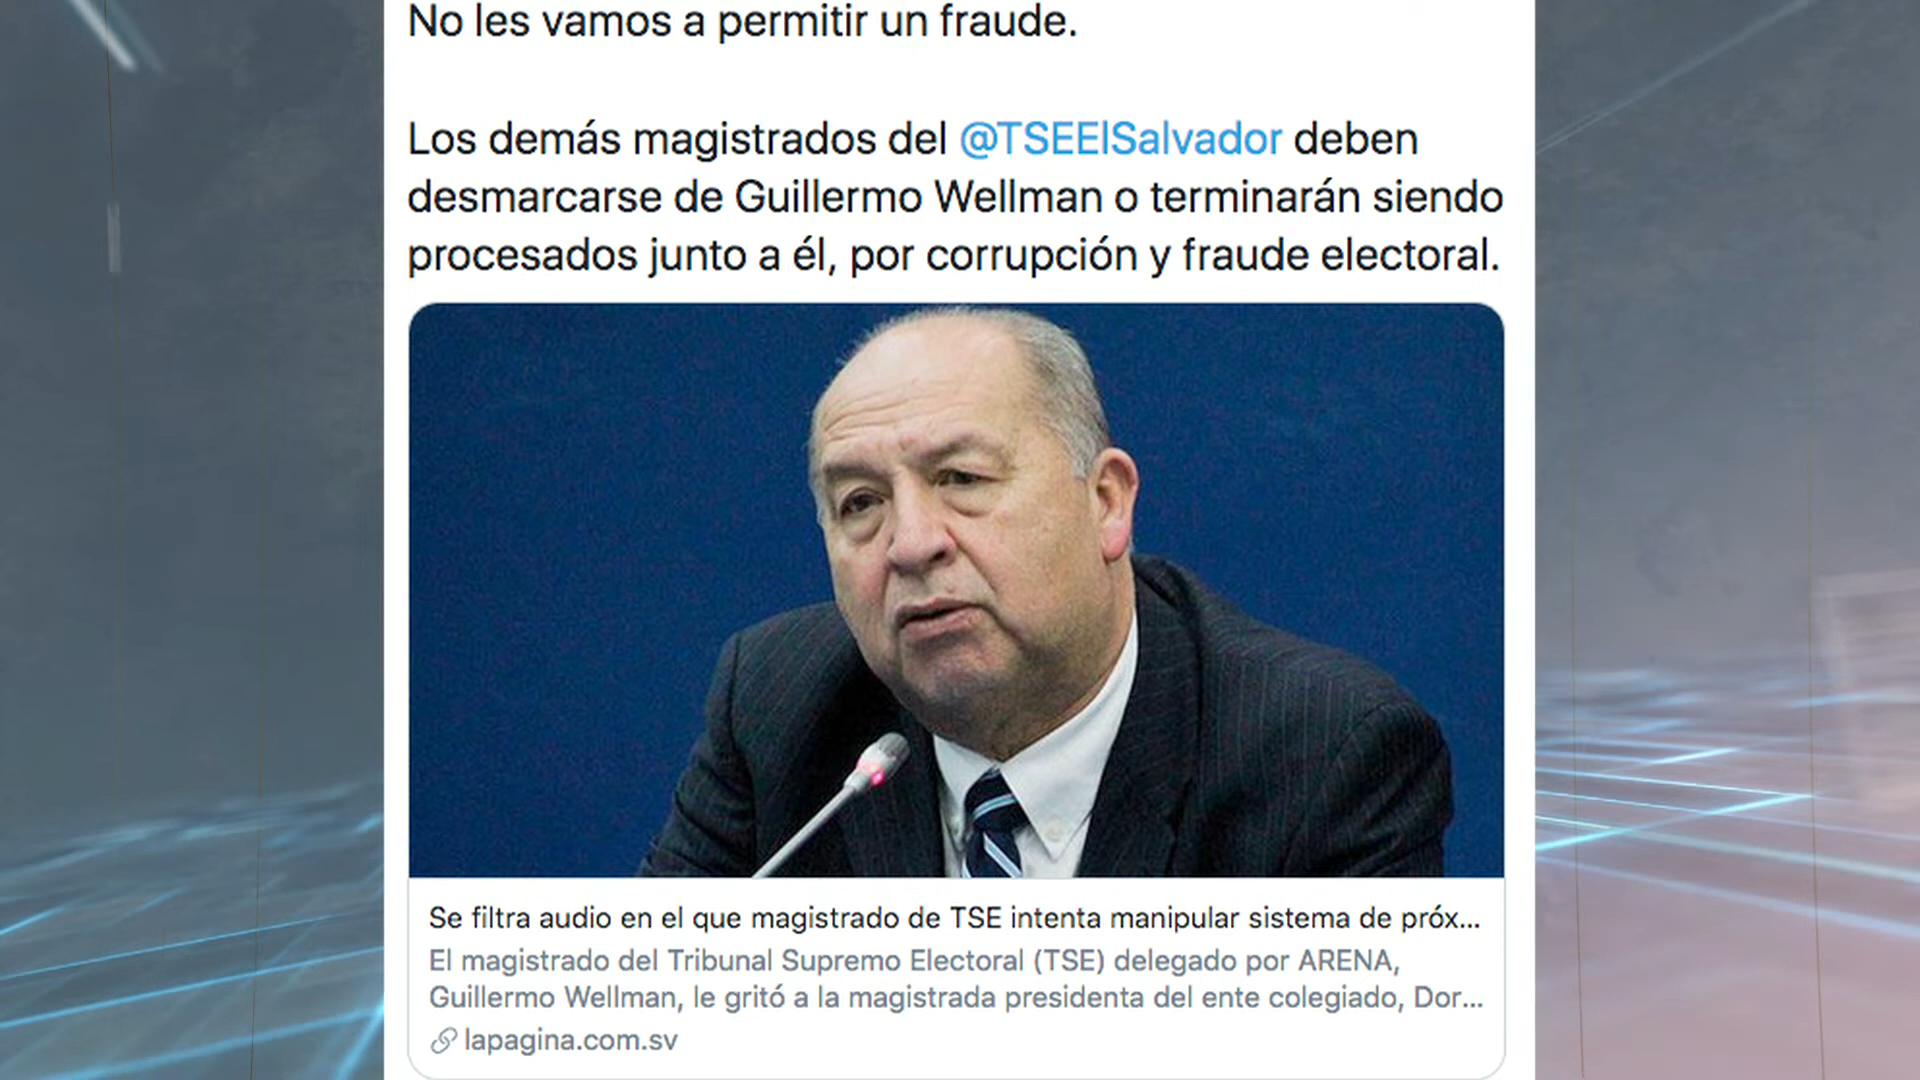 No les vamos a permitir un fraude.
Los demás magistrados del @TSEElSalvador deben
desmarcarse de Guillermo Wellman o terminarán siendo
procesados junto a él, por corrupción y fraude electoral.
Se filtra audio en el que magistrado de TSE intenta manipular sistema de próx...
El magistrado del Tribunal Supremo Electoral (TSE) delegado por ARENA,
Guillermo Wellman, le gritó a la magistrada presidenta del ente colegiado, Dor...
lapagina.com.sv